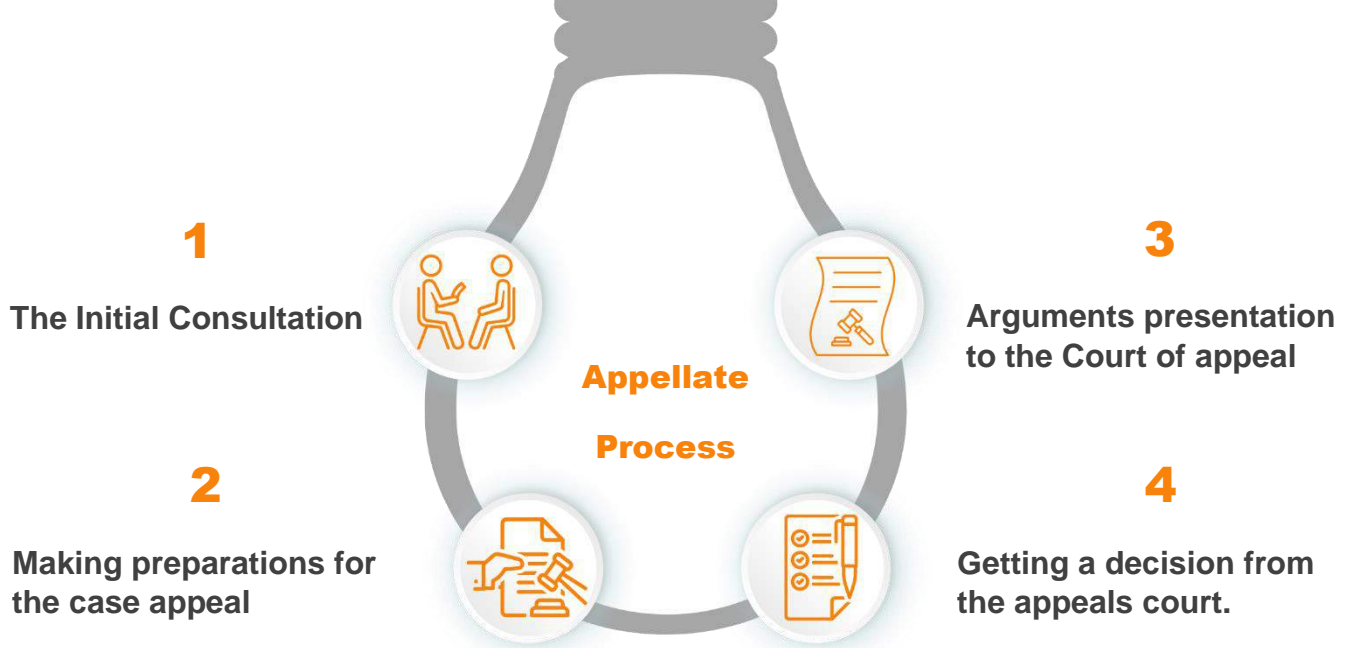 1
The Initial Consultation
2
Making preparations for
the case appeal
Appellate
Process
3
Arguments presentation
to the Court of appeal
4
Getting a decision from
the appeals court.